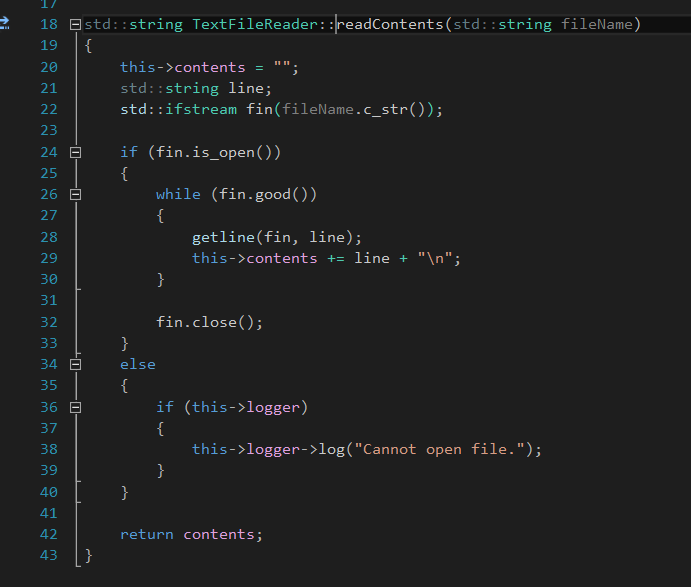 17
18 std::string TextFileReader::readContents(std::string fileName)
19 {
20 this->contents = "";
21 std::string line;
22 std::ifstream fin(fileName.c_str());
23
24 if (fin.is_open())
25 {
26 while (fin.good())
27 {
28 getline(fin, line);
29 this->contents += line + "\n";
30 }
31
32 fin.close();
33 }
34 else
35 {
36 if (this->logger)
37 {
38 this->logger->log("Cannot open file.");
39 }
40 }
41
42 return contents;
43 }